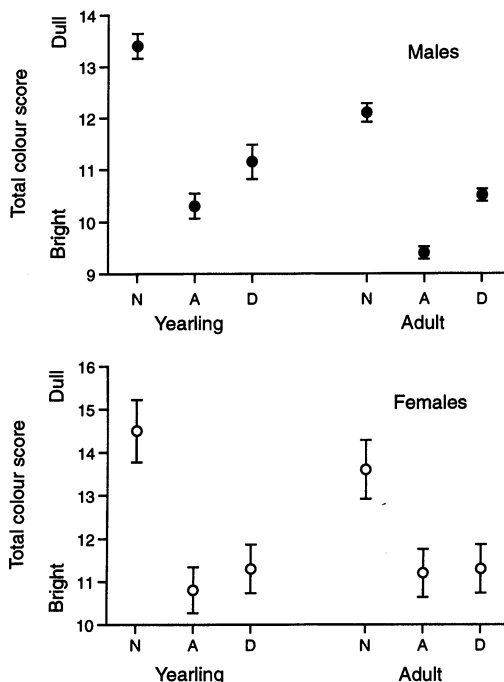 14
13
12
11
10
9
Total colour score
Dull
Bright
Males
N A D N A D
Yearling Adult
16
15
14
13
12
11
10
Total colour score
Dull
Bright
Females
N A D N A D
Yearling Adult